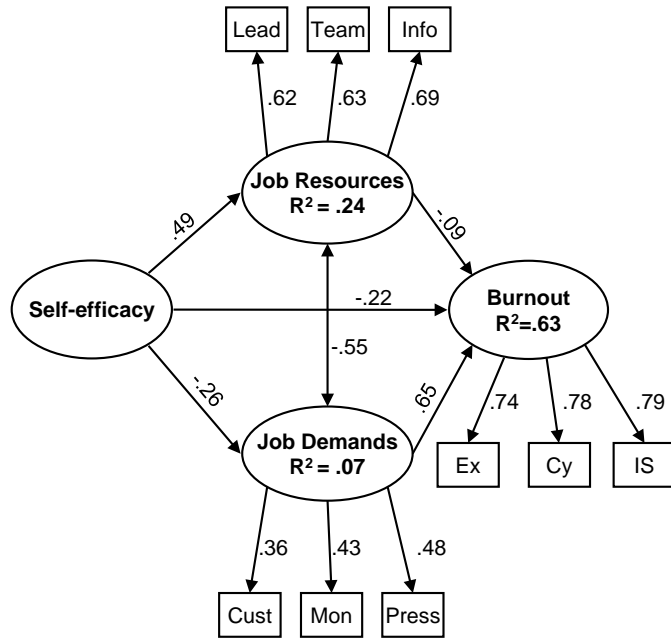 Lead
Team
Info
.62
.63
.69
Job Resources
R² = .24
.49
-.09
Self-efficacy
-.22
Burnout
R²=.63
-.55
-.26
.65
Job Demands
R² = .07
.74
.78
.79
Ex
Cy
IS
.36
.43
.48
Cust
Mon
Press